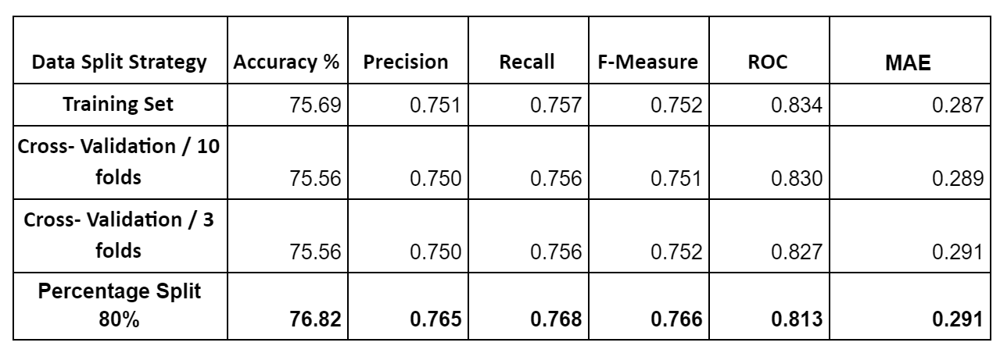 Data Split Strategy Accuracy % Precision Recall F-Measure ROC MAE
Training Set 75.69 0.751 0.757 0.752 0.834 0.287
Cross- Validation / 10
folds 75.56 0.750 0.756 0.751 0.830 0.289
Cross- Validation / 3
folds 75.56 0.750 0.756 0.752 0.827 0.291
Percentage Split
80% 76.82 0.765 0.768 0.766 0.813 0.291